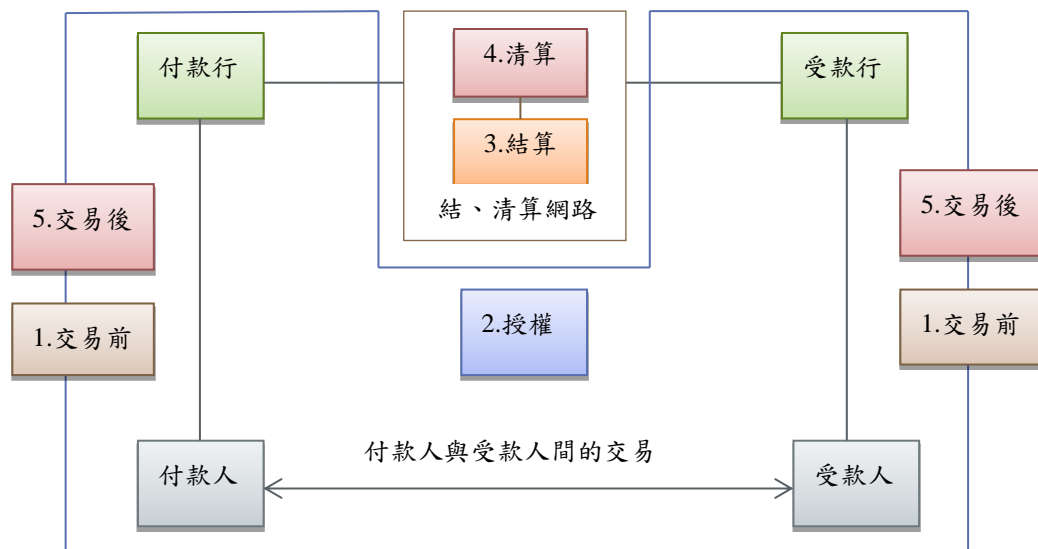 付款行
4.清算
受款行
3.結算
結、清算網路
5.交易後
5.交易後
2.授權
1.交易前
1.交易前
付款人與受款人間的交易
付款人
受款人